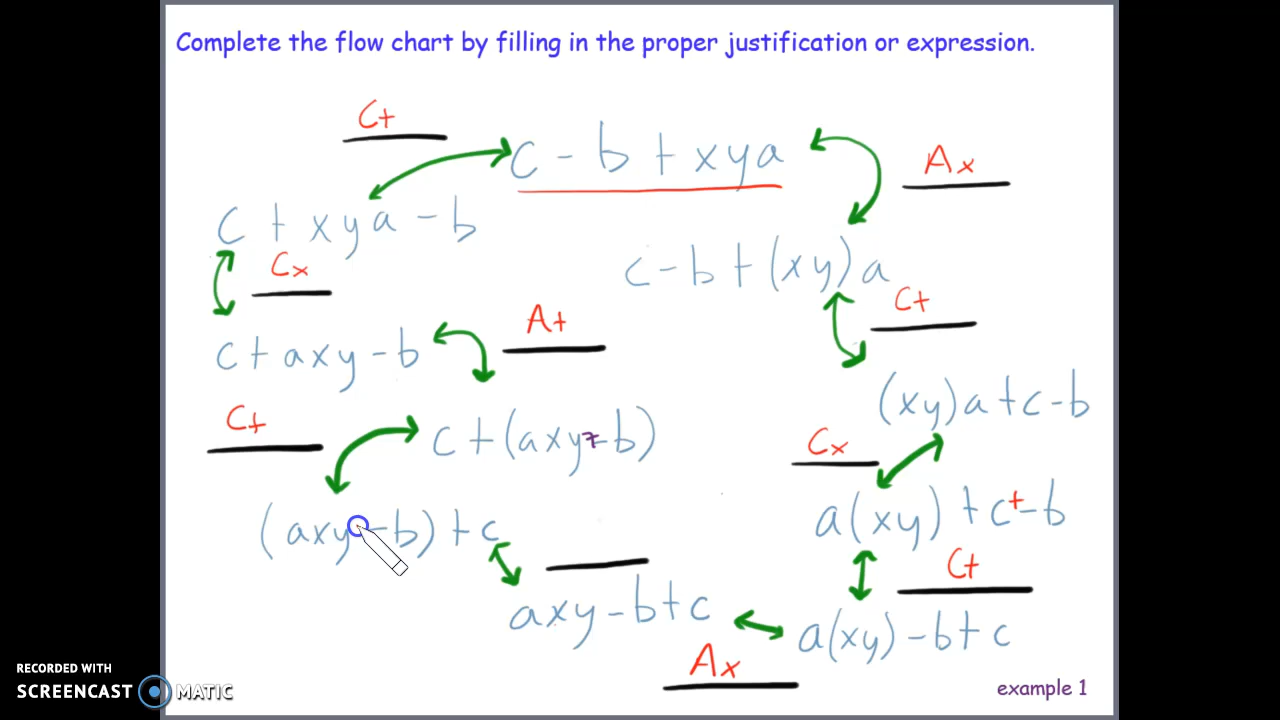 Complete the flow chart by filling in the proper justification or expression.
C+
c - b + xya
Ax
c + xya - b
Cx
c - b + (xy)a
C+
A+
c + axy - b
(xy)a + c - b
C+
c + (axy + - b)
Cx
a(xy) + c + - b
(axy - b) + c
C+
axy - b + c
a(xy) - b + c
Ax
example 1
RECORDED WITH
SCREENCAST MATIC